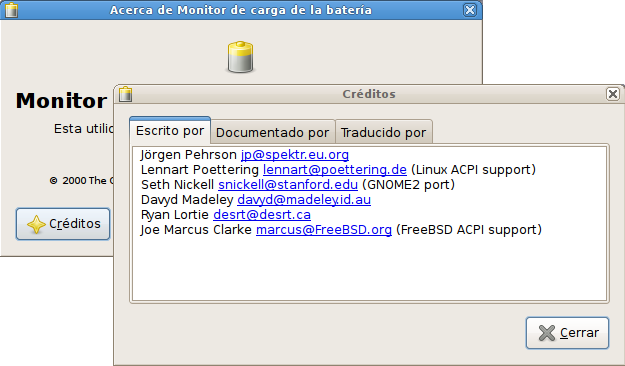 Acerca de Monitor de carga de la batería
Monitor
Esta utilid
© 2000 The G
Créditos
Créditos
Escrito por Documentado por Traducido por
Jörgen Pehrson jp@spektr.eu.org
Lennart Poettering lennart@poettering.de (Linux ACPI support)
Seth Nickell snickell@stanford.edu (GNOME2 port)
Davyd Madeley davyd@madeley.id.au
Ryan Lortie desrt@desrt.ca
Joe Marcus Clarke marcus@FreeBSD.org (FreeBSD ACPI support)
Cerrar